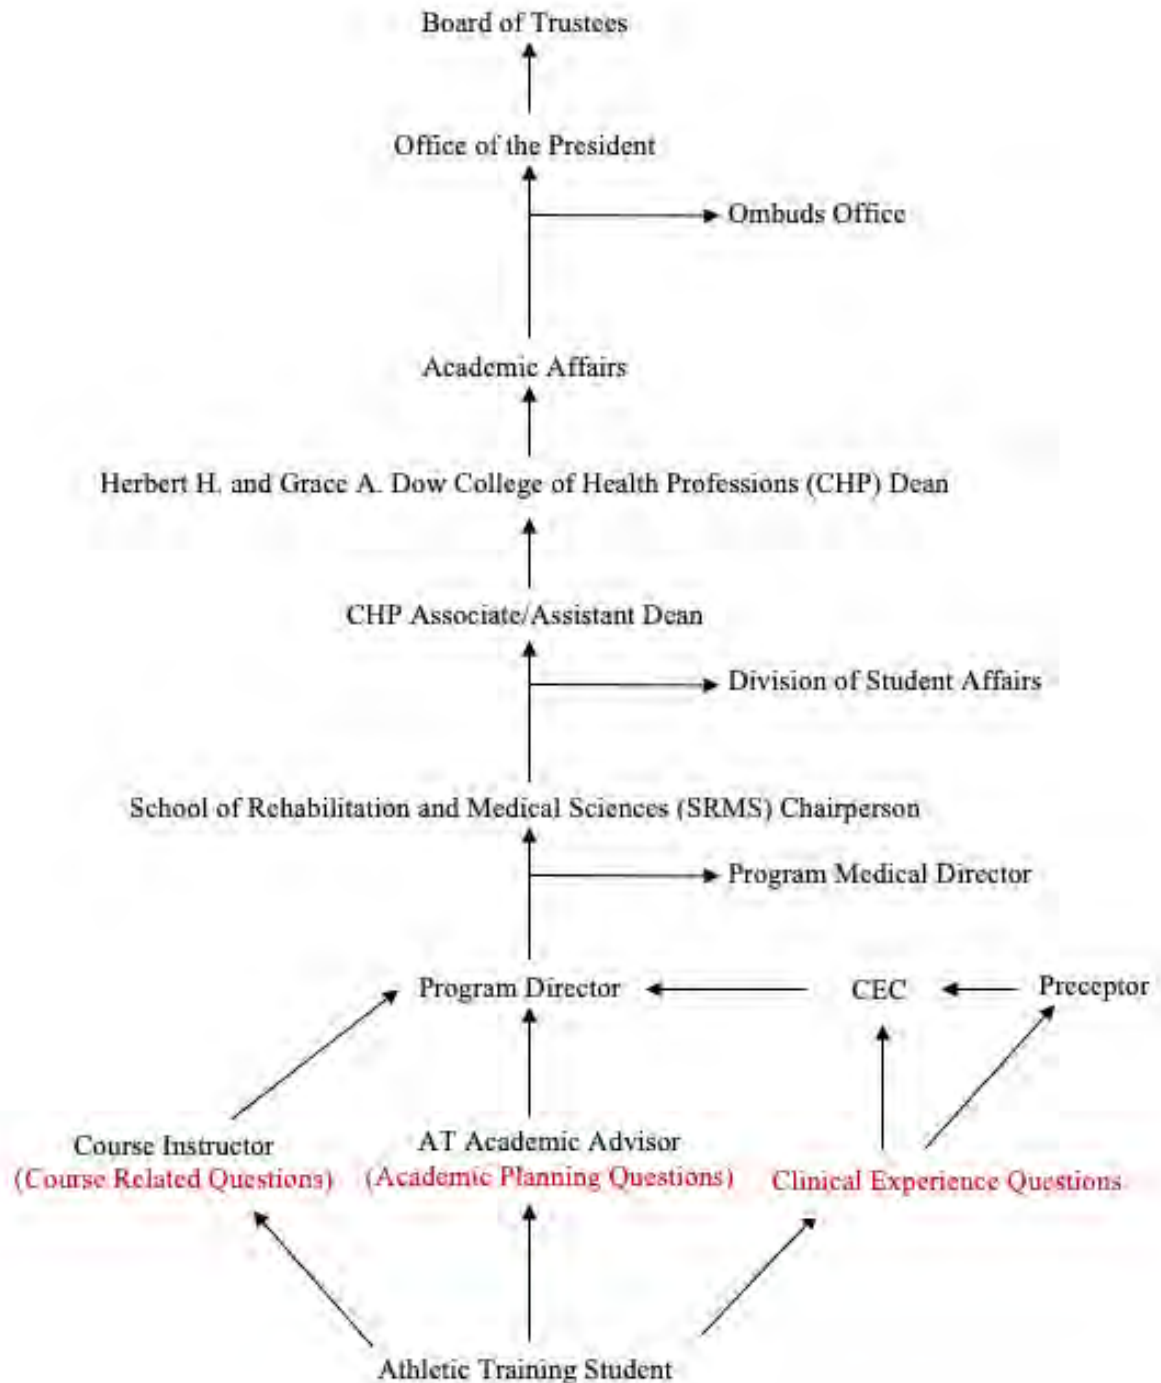 Board of Trustees
Office of the President
Ombuds Office
Academic Affairs
Herbert H. and Grace A. Dow College of Health Professions (CHP) Dean
CHP Associate/Assistant Dean
Division of Student Affairs
School of Rehabilitation and Medical Sciences (SRMS) Chairperson
Program Medical Director
Program Director
CEC
Preceptor
Course Instructor
(Course Related Questions)
AT Academic Advisor
(Academic Planning Questions)
Clinical Experience Questions
Athletic Training Student